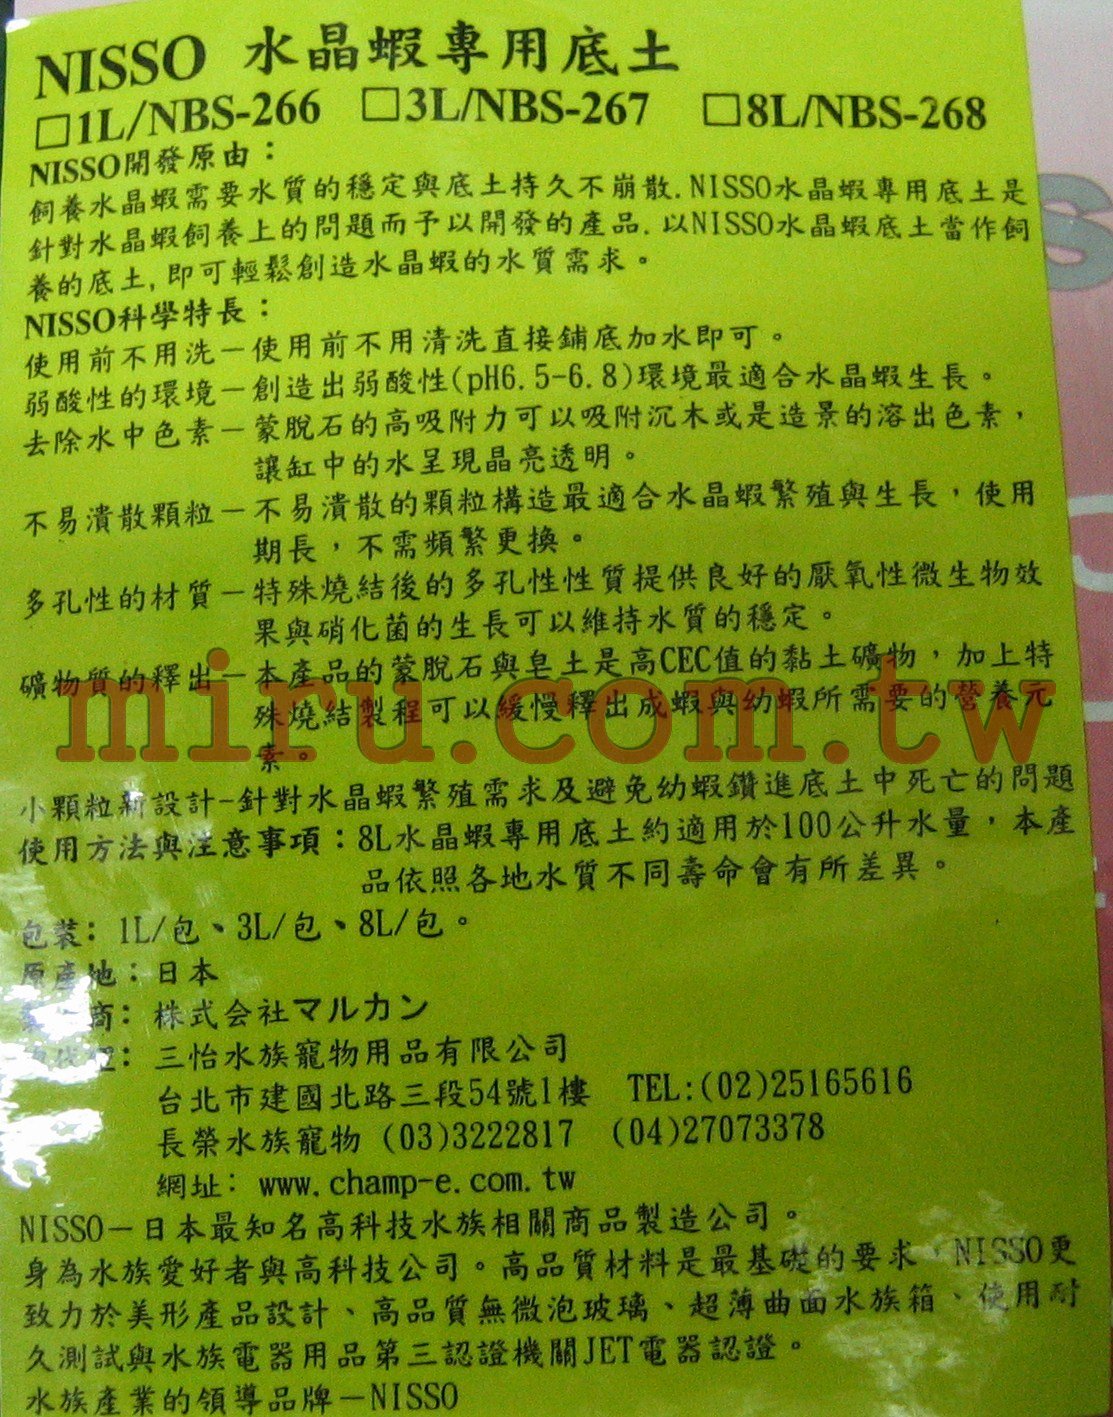 NISSO 水晶蝦專用底土
□1L/NBS-266 □3L/NBS-267 □8L/NBS-268
NISSO開發原由：
飼養水晶蝦需要水質的穩定與底土持久不崩散.NISSO水晶蝦專用底土是
針對水晶蝦飼養上的問題而予以開發的產品.以NISSO水晶蝦底土當作飼
養的底土,即可輕鬆創造水晶蝦的水質需求。
NISSO科學特長：
使用前不用洗－使用前不用清洗直接鋪底加水即可。
弱酸性的環境－創造出弱酸性(pH6.5-6.8)環境最適合水晶蝦生長。
去除水中色素－蒙脫石的高吸附力可以吸附沉木或是造景的溶出色素，
讓缸中的水呈現晶亮透明。
不易潰散顆粒－不易潰散的顆粒構造最適合水晶蝦繁殖與生長，使用
期長，不需頻繁更換。
多孔性的材質－特殊燒結後的多孔性性質提供良好的厭氧性微生物效
果與硝化菌的生長可以維持水質的穩定。
礦物質的釋出－本產品的蒙脫石與皂土是高CEC值的黏土礦物，加上特
殊燒結製程可以緩慢釋出成蝦與幼蝦所需要的營養元
素。
miru.com.tw
小顆粒新設計-針對水晶蝦繁殖需求及避免幼蝦鑽進底土中死亡的問題
使用方法與注意事項：8L水晶蝦專用底土約適用於100公升水量，本產
品依照各地水質不同壽命會有所差異。
包裝：1L/包、3L/包、8L/包。
原產地：日本
商：株式会社マルカン
三怡水族寵物用品有限公司
台北市建國北路三段54號1樓 TEL:(02)25165616
長榮水族寵物 (03)3222817 (04)27073378
網址：www.champ-e.com.tw
NISSO－日本最知名高科技水族相關商品製造公司。
身為水族愛好者與高科技公司。高品質材料是最基礎的要求，NISSO更
致力於美形產品設計、高品質無微泡玻璃、超薄曲面水族箱、使用耐
久測試與水族電器用品第三認證機關JET電器認證。
水族產業的領導品牌－NISSO